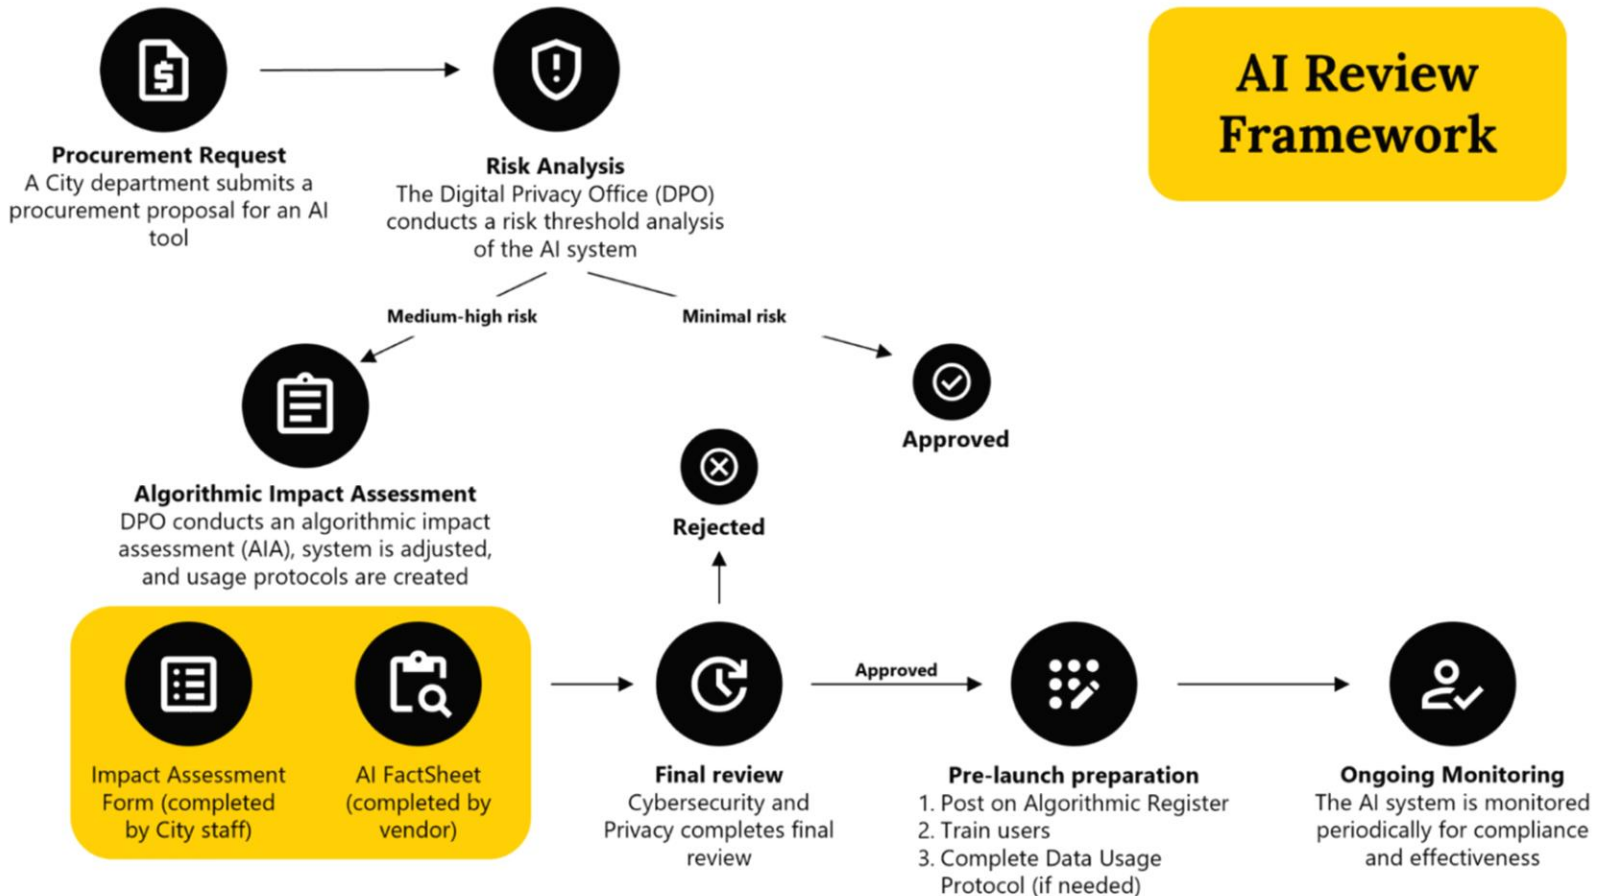 AI Review
Framework
Procurement Request
A City department submits a
procurement proposal for an AI
tool
Risk Analysis
The Digital Privacy Office (DPO)
conducts a risk threshold analysis
of the AI system
Medium-high risk
Minimal risk
Approved
Algorithmic Impact Assessment
DPO conducts an algorithmic impact
assessment (AIA), system is adjusted,
and usage protocols are created
Rejected
Impact Assessment
Form (completed
by City staff)
AI FactSheet
(completed by
vendor)
Final review
Cybersecurity and
Privacy completes final
review
Approved
Pre-launch preparation
1. Post on Algorithmic Register
2. Train users
3. Complete Data Usage
Protocol (if needed)
Ongoing Monitoring
The AI system is monitored
periodically for compliance
and effectiveness